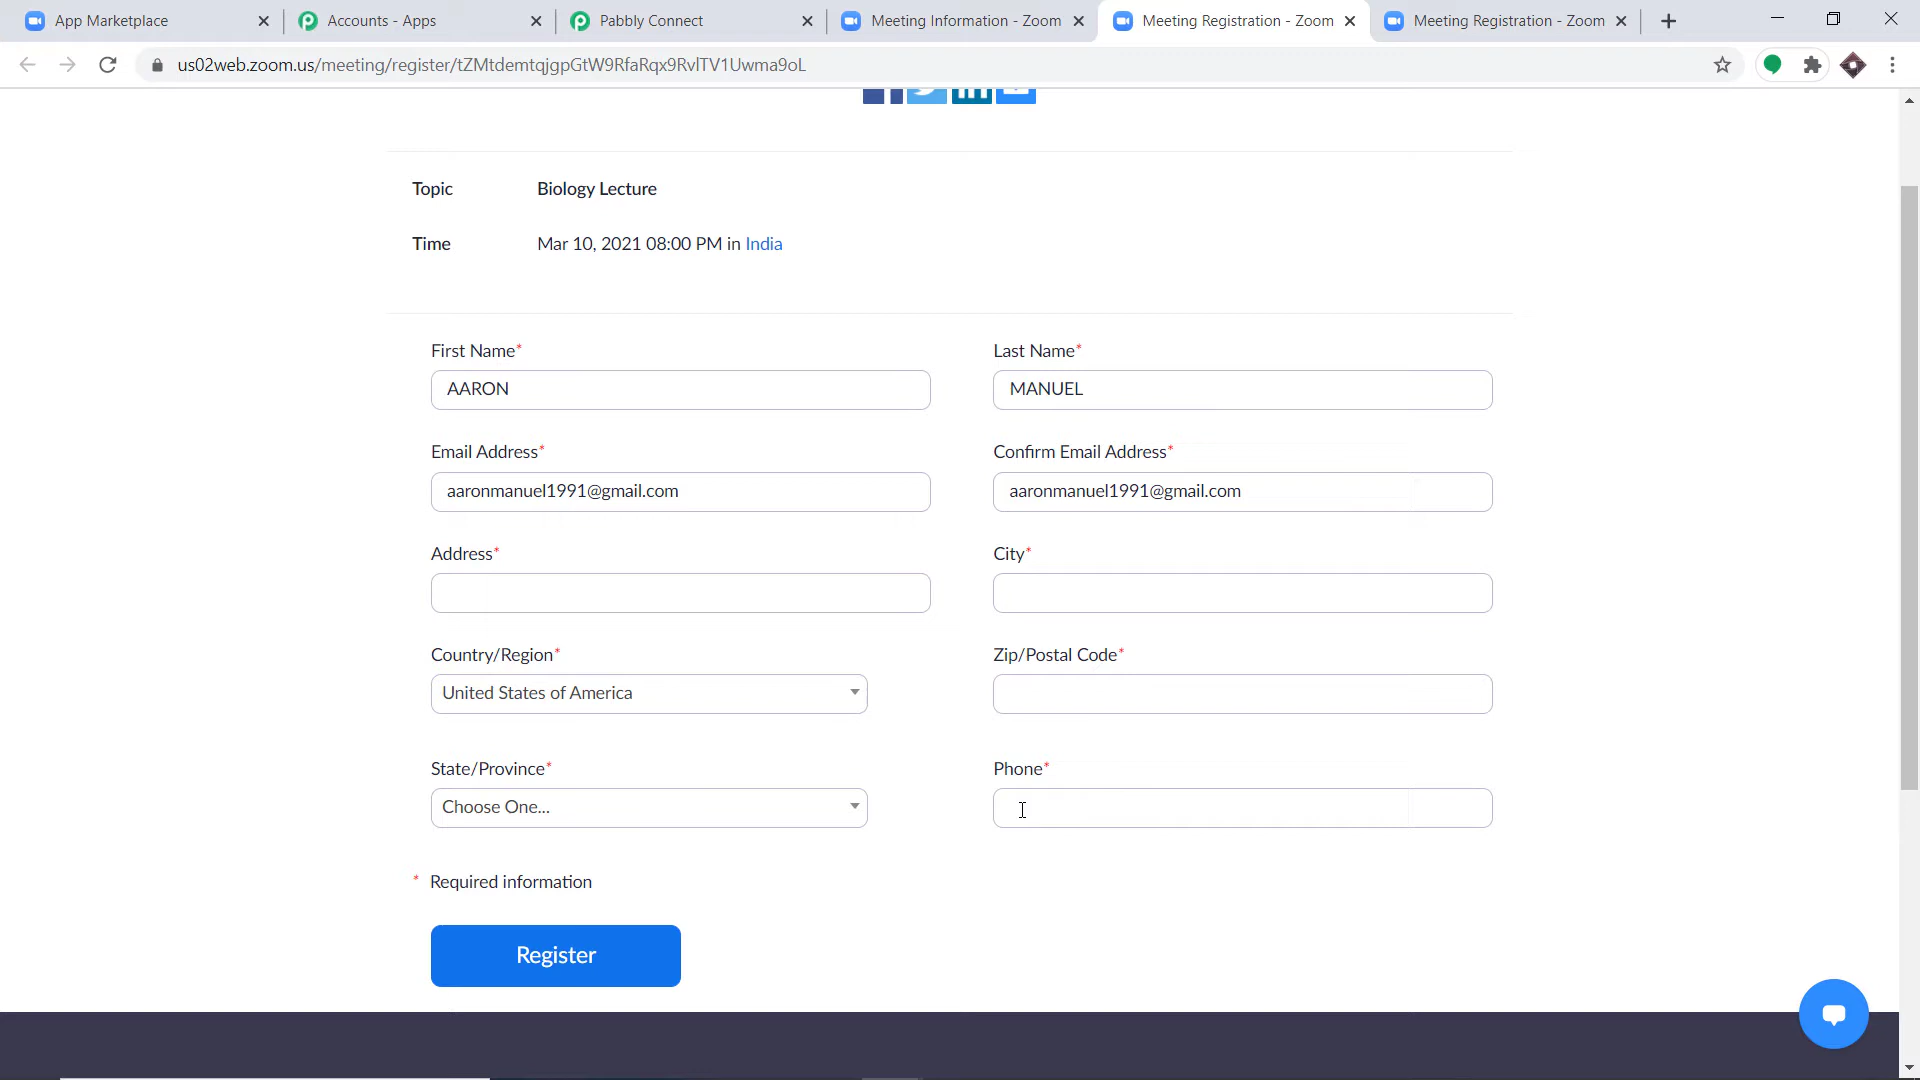 App Marketplace
Accounts - Apps
Pabbly Connect
Meeting Information - Zoom
Meeting Registration - Zoom
Meeting Registration - Zoom
us02web.zoom.us/meeting/register/tZMtdemtqjgpGtW9RfaRqx9RvlTV1Uwma9oL
Topic Biology Lecture
Time Mar 10, 2021 08:00 PM in India
First Name* Last Name*
AARON MANUEL
Email Address* Confirm Email Address*
aaronmanuel1991@gmail.com aaronmanuel1991@gmail.com
Address* City*
Country/Region* Zip/Postal Code*
United States of America
State/Province* Phone*
Choose One...
* Required information
Register